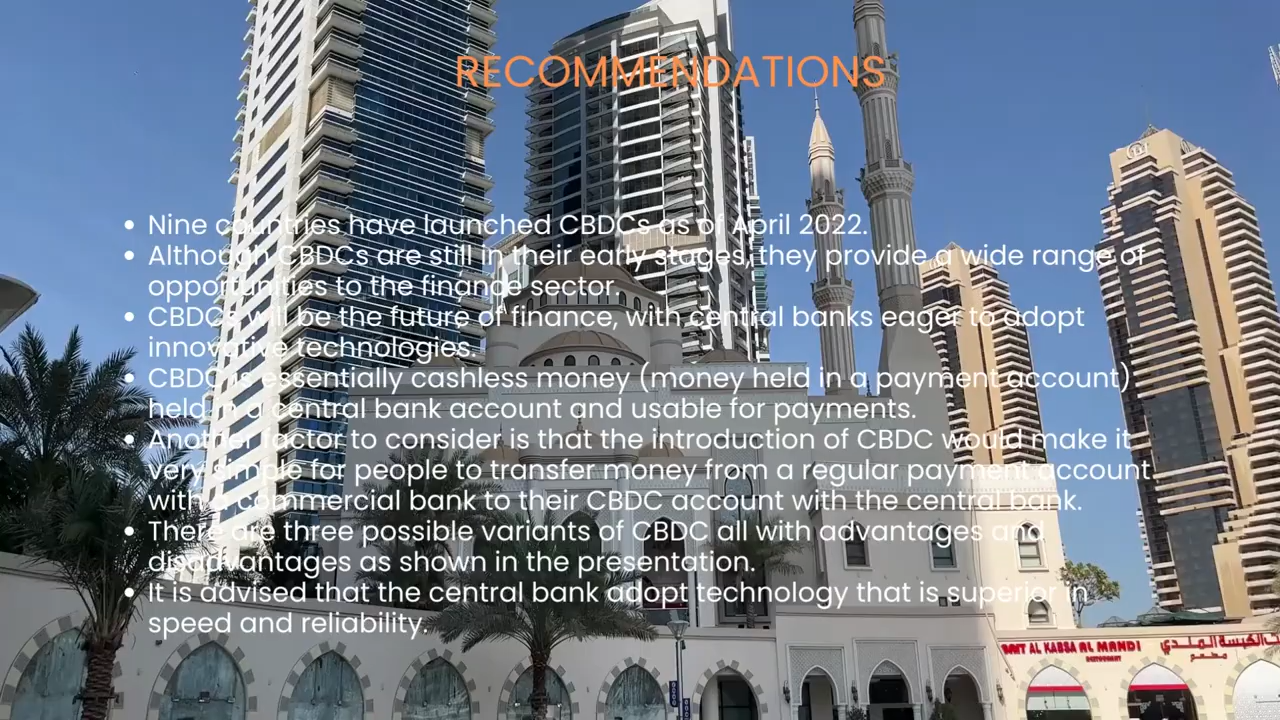 RECOMMENDATIONS
• Nine countries have launched CBDCs as of April 2022.
• Although CBDCs are still in their early stages, they provide a wide range of
opportunities to the finance sector.
• CBDCs will be the future of finance, with central banks eager to adopt
innovative technologies.
• CBDC is essentially cashless money (money held in a payment account)
held in a central bank account and usable for payments.
• Another factor to consider is that the introduction of CBDC would make it
very simple for people to transfer money from a regular payment account.
with a commercial bank to their CBDC account with the central bank.
• There are three possible variants of CBDC all with advantages and
disadvantages as shown in the presentation.
• It is advised that the central bank adopt technology that is superior in
speed and reliability.
AL KABSA AL MANDI
RESTAURANT
مطعم